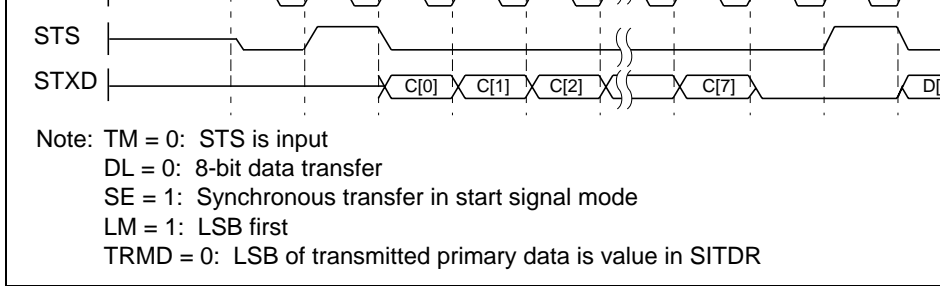 STS
STXD C[0] C[1] C[2] C[7] D[
Note: TM = 0: STS is input
DL = 0: 8-bit data transfer
SE = 1: Synchronous transfer in start signal mode
LM = 1: LSB first
TRMD = 0: LSB of transmitted primary data is value in SITDR